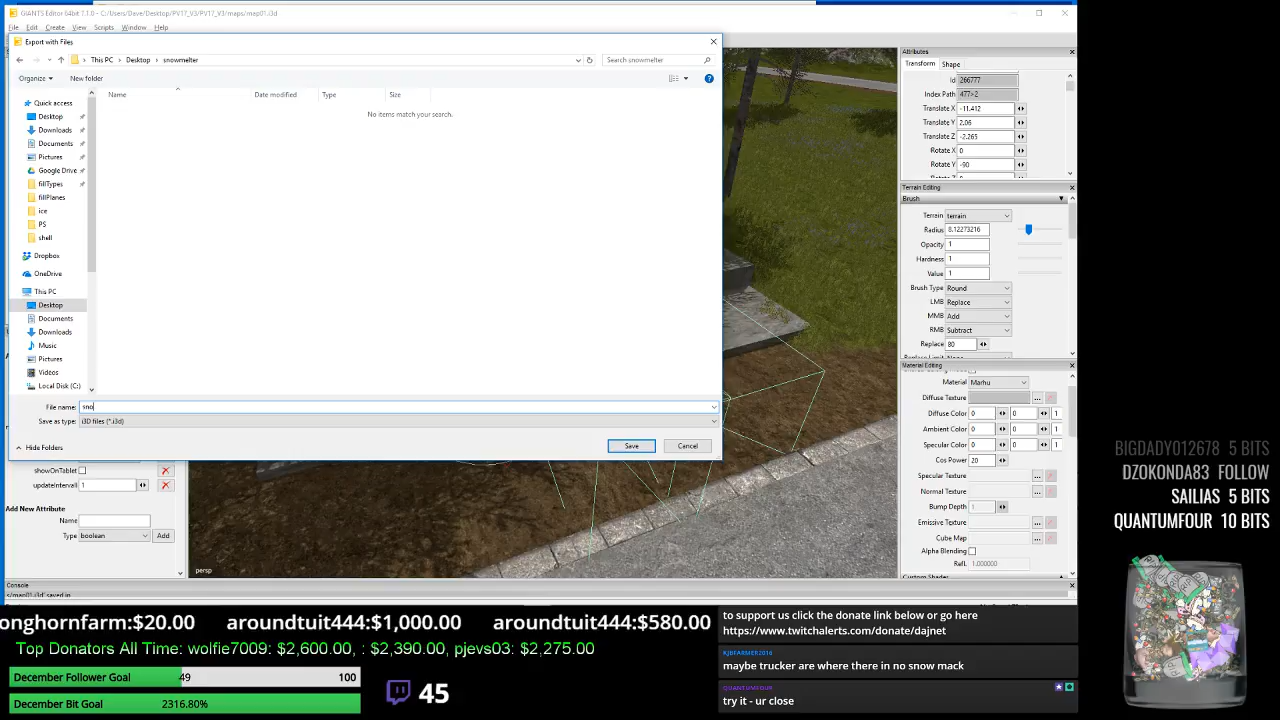 GIANTS Editor 64bit 7.1.0 - C:/Users/Dave/Desktop/PV17_V3/PV17_V3/maps/map01.i3d
File Edit Create View Scripts Window Help
Export with Files
This PC Desktop snowmelter Search snowmelter
Organize New folder
Name Date modified Type Size
No items match your search.
Quick access
Desktop
Downloads
Documents
Pictures
Google Drive
fillTypes
fillPlanes
ice
PS
shell
Dropbox
OneDrive
This PC
Desktop
Documents
Downloads
Music
Pictures
Videos
Local Disk (C:)
File name: sno
Save as type: i3D files (*.i3d)
Hide Folders Save Cancel
showOnTablet
updateIntervall 1
Add New Attribute
Name
Type boolean Add
persp
Console
s/map01.i3d' saved in
Attributes
Transform Shape
Id 266777
Index Path 477>2
Translate X -11.412
Translate Y 2.06
Translate Z -2.265
Rotate X 0
Rotate Y -90
Terrain Editing
Brush
Terrain terrain
Radius 8.12273216
Opacity 1
Hardness 1
Value 1
Brush Type Round
LMB Replace
MMB Add
RMB Subtract
Replace 80
Material Editing
Material Marhu
Diffuse Texture ...
Diffuse Color 0 0 1
Ambient Color 0 0 1
Specular Color 0 0 1
Cos Power 20
Specular Texture ...
Normal Texture ...
Bump Depth 1
Emissive Texture ...
Cube Map ...
Alpha Blending
RefL 1.000000
Custom Shader
BIGDADY012678 5 BITS
DZOKONDA83 FOLLOW
SAILIAS 5 BITS
QUANTUMFOUR 10 BITS
onghornfarm:$20.00 aroundtuit444:$1,000.00 aroundtuit444:$580.00
Top Donators All Time: wolfie7009: $2,600.00, : $2,390.00, pjevs03: $2,275.00
December Follower Goal 49 100
December Bit Goal 2316.80%
45
to support us click the donate link below or go here
https://www.twitchalerts.com/donate/dajnet
RJBFARMER2016
maybe trucker are where there in no snow mack
QUANTUMFOUR
try it - ur close